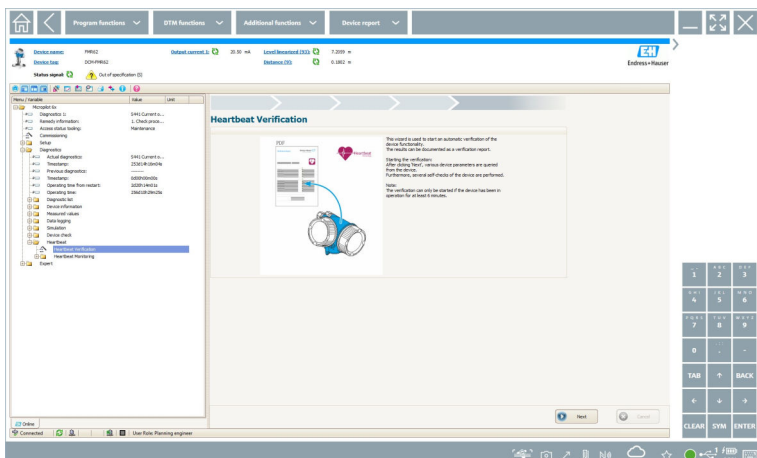 Program functions
DTM functions
Additional functions
Device report
Device name: FMR62
Output current 1: 20.50 mA
Level linearized (93): 7.2099 m
Device tag: DCM-FMR62
Distance (9): 0.1802 m
Endress+Hauser
Status signal: Out of specification (S)
Menu / Variable Value Unit
Micropilot 6x
Diagnostics 1: S441 Current o...
Remedy information: 1. Check proce...
Access status tooling: Maintenance
Commissioning
Setup
Diagnostics
Actual diagnostics: S441 Current o...
Timestamp:
Previous diagnostics: --------
Timestamp: 0d00h00m00s
Operating time from restart: 2d20h14m01s
Operating time: 256d10h29m25s
Diagnostic list
Device information
Measured values
Data logging
Simulation
Device check
Heartbeat
Heartbeat Verification
Heartbeat Monitoring
Expert
Heartbeat Verification
PDF
This wizard is used to start an automatic verification of the
device functionality.
The results can be documented as a verification report.
Starting the verification:
After clicking 'Next', various device parameters are queried
from the device.
Furthermore, several self-checks of the device are performed.
Note:
The verification can only be started if the device has been in
operation for at least 6 minutes.
Next
Cancel
Online
Connected
User Role: Planning engineer
1
ABC
2
DEF
3
GHI
4
JKL
5
MNO
6
PQRS
7
TUV
8
WXYZ
9
0
.
-
TAB
↑
BACK
←
↓
→
CLEAR
SYM
ENTER